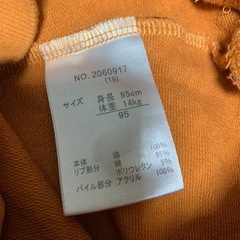 NO. 2060917
(19)
サイズ 身長 95cm
体重 14kg
95
本体 綿 100%
リブ部分 綿 95%
ポリウレタン 5%
パイル部分 アクリル 100%